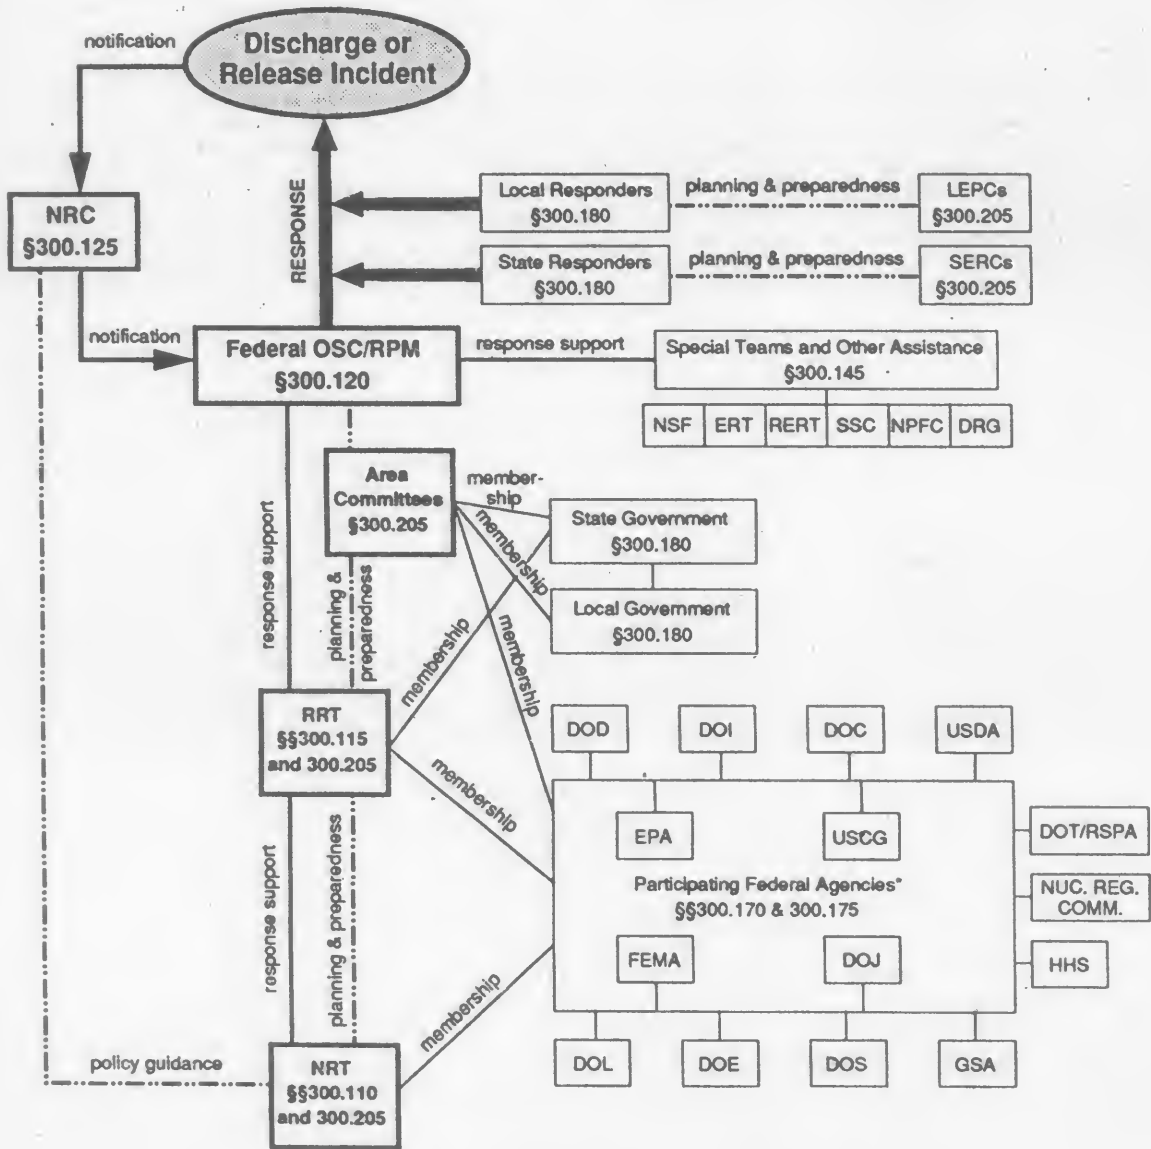 notification
Discharge or
Release Incident
RESPONSE
NRC
§300.125
Local Responders
§300.180
planning & preparedness
LEPCs
§300.205
State Responders
§300.180
planning & preparedness
SERCs
§300.205
notification
Federal OSC/RPM
§300.120
response support
Special Teams and Other Assistance
§300.145
NSF
ERT
RERT
SSC
NPFC
DRG
response support
Area
Committees
§300.205
member-
ship
membership
membership
membership
State Government
§300.180
Local Government
§300.180
planning &
preparedness
RRT
§§300.115
and 300.205
membership
DOD
DOI
DOC
USDA
EPA
USCG
Participating Federal Agencies*
§§300.170 & 300.175
FEMA
DOJ
DOT/RSPA
NUC. REG.
COMM.
HHS
response support
planning & preparedness
membership
policy guidance
NRT
§§300.110
and 300.205
DOL
DOE
DOS
GSA